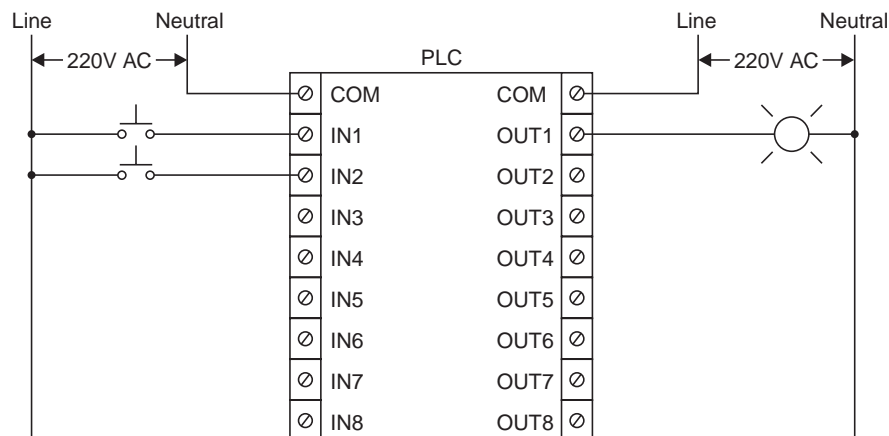 Line Neutral Line Neutral
220V AC PLC 220V AC
COM COM
IN1 OUT1
IN2 OUT2
IN3 OUT3
IN4 OUT4
IN5 OUT5
IN6 OUT6
IN7 OUT7
IN8 OUT8